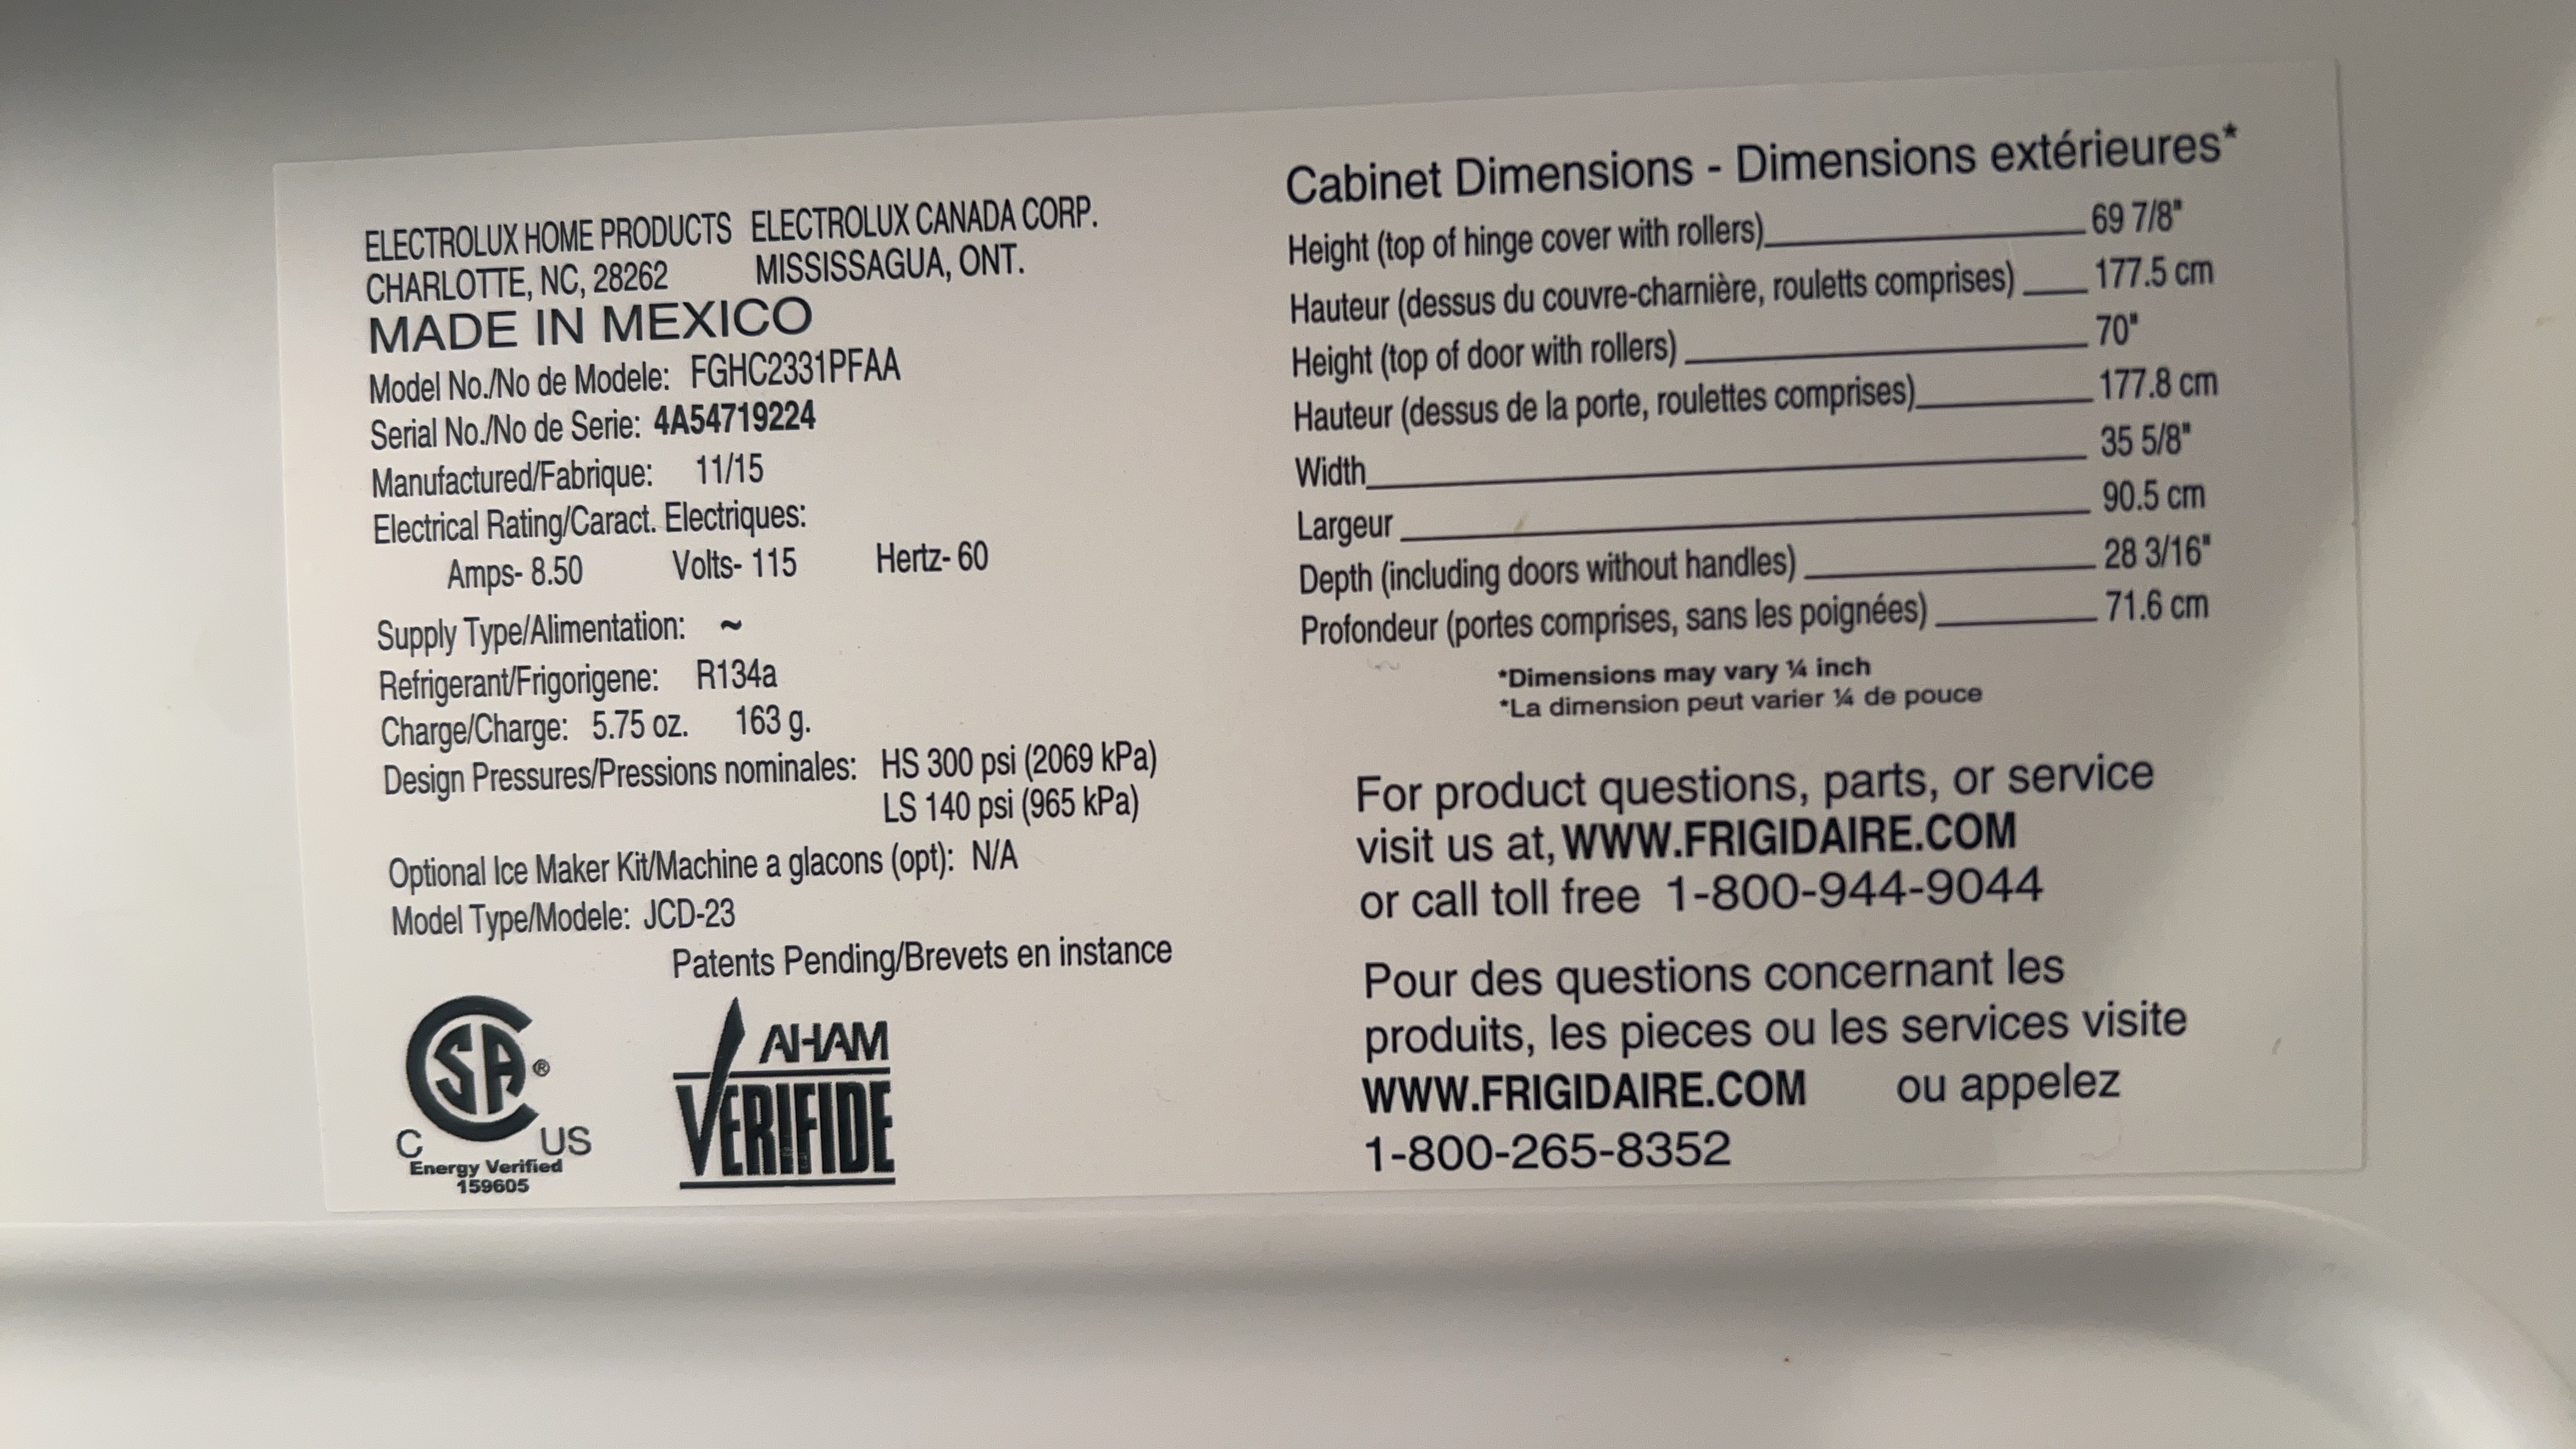 ELECTROLUX HOME PRODUCTS ELECTROLUX CANADA CORP.
CHARLOTTE, NC, 28262 MISSISSAGUA, ONT.
MADE IN MEXICO
Model No./No de Modele: FGHC2331PFAA
Serial No./No de Serie: 4A54719224
Manufactured/Fabrique: 11/15
Electrical Rating/Caract. Electriques:
Amps- 8.50 Volts- 115 Hertz- 60
Supply Type/Alimentation: ~
Refrigerant/Frigorigene: R134a
Charge/Charge: 5.75 oz. 163 g.
Design Pressures/Pressions nominales: HS 300 psi (2069 kPa)
LS 140 psi (965 kPa)
Optional Ice Maker Kit/Machine a glacons (opt): N/A
Model Type/Modele: JCD-23
Patents Pending/Brevets en instance
CSA®
C US
Energy Verified
159605
AHAM
VERIFIDE
Cabinet Dimensions - Dimensions extérieures*
Height (top of hinge cover with rollers) 69 7/8"
Hauteur (dessus du couvre-charnière, rouletts comprises) 177.5 cm
Height (top of door with rollers) 70"
Hauteur (dessus de la porte, roulettes comprises) 177.8 cm
Width 35 5/8"
Largeur 90.5 cm
Depth (including doors without handles) 28 3/16"
Profondeur (portes comprises, sans les poignées) 71.6 cm
*Dimensions may vary ¼ inch
*La dimension peut varier ¼ de pouce
For product questions, parts, or service
visit us at, WWW.FRIGIDAIRE.COM
or call toll free 1-800-944-9044
Pour des questions concernant les
produits, les pieces ou les services visite
WWW.FRIGIDAIRE.COM ou appelez
1-800-265-8352